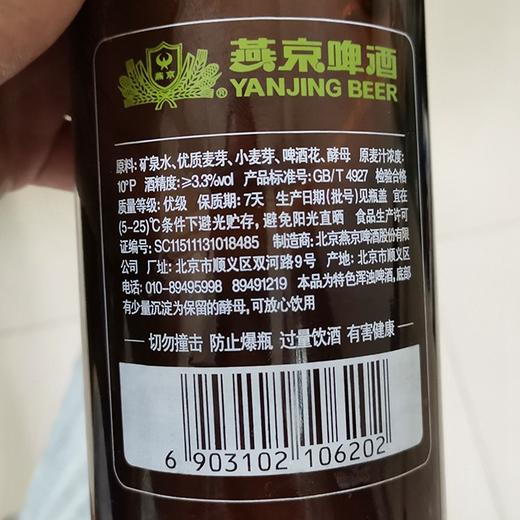 燕京
®
燕京啤酒
YANJING BEER
原料: 矿泉水、优质麦芽、小麦芽、啤酒花、酵母 原麦汁浓度:
10°P 酒精度:≥3.3%vol 产品标准号: GB/T 4927 检验合格
质量等级: 优级 保质期: 7天 生产日期(批号)见瓶盖 宜在
(5-25)℃条件下避光贮存, 避免阳光直晒 食品生产许可
证编号: SC11511131018485 制造商: 北京燕京啤酒股份有限
公司 厂址: 北京市顺义区双河路9号 产地: 北京市顺义区
电话: 010-89495998 89491219 本品为特色浑浊啤酒, 底部
有少量沉淀为保留的酵母, 可放心饮用
切勿撞击 防止爆瓶 过量饮酒 有害健康
6 903102 106202